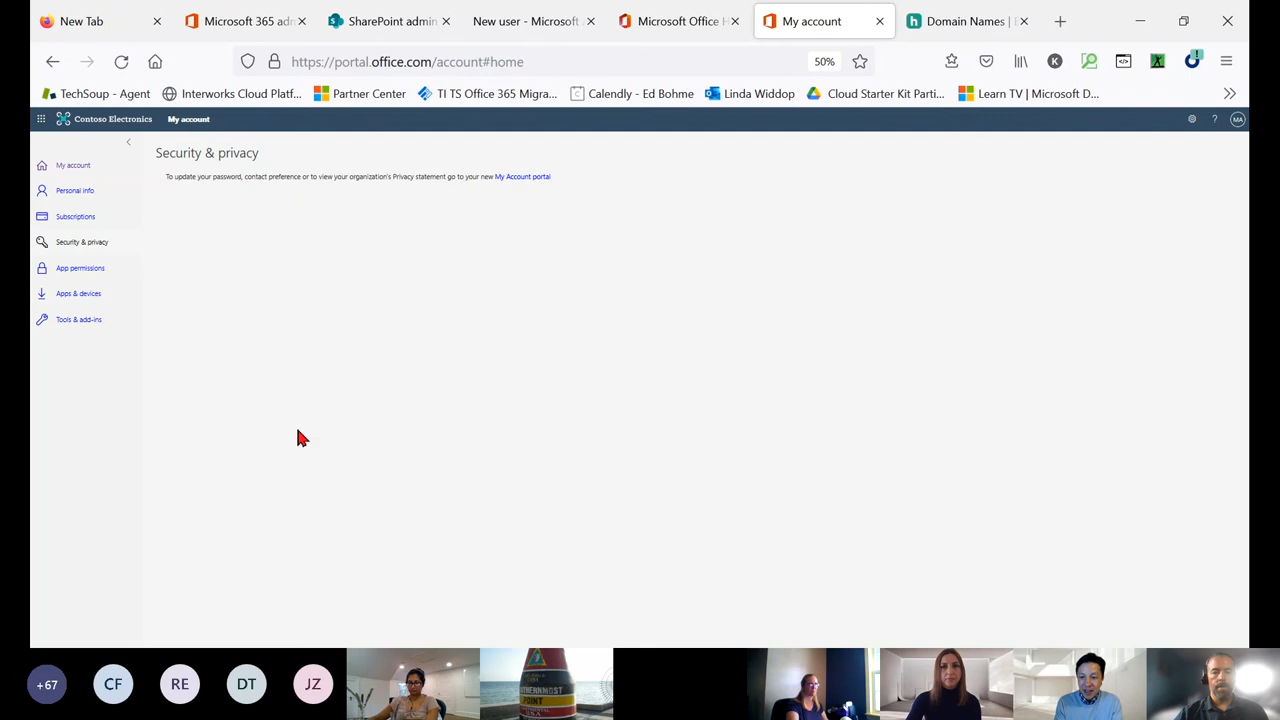 New Tab
Microsoft 365 adm
SharePoint admin
New user - Microsoft
Microsoft Office H
My account
Domain Names |
https://portal.office.com/account#home
50%
K
TechSoup - Agent
Interworks Cloud Platf...
Partner Center
TI TS Office 365 Migra...
Calendly - Ed Bohme
Linda Widdop
Cloud Starter Kit Parti...
Learn TV | Microsoft D...
Contoso Electronics
My account
?
MA
Security & privacy
To update your password, contact preference or to view your organization's Privacy statement go to your new My Account portal
My account
Personal info
Subscriptions
Security & privacy
App permissions
Apps & devices
Tools & add-ins
+67
CF
RE
DT
JZ
SOUTHERNMOST
POINT